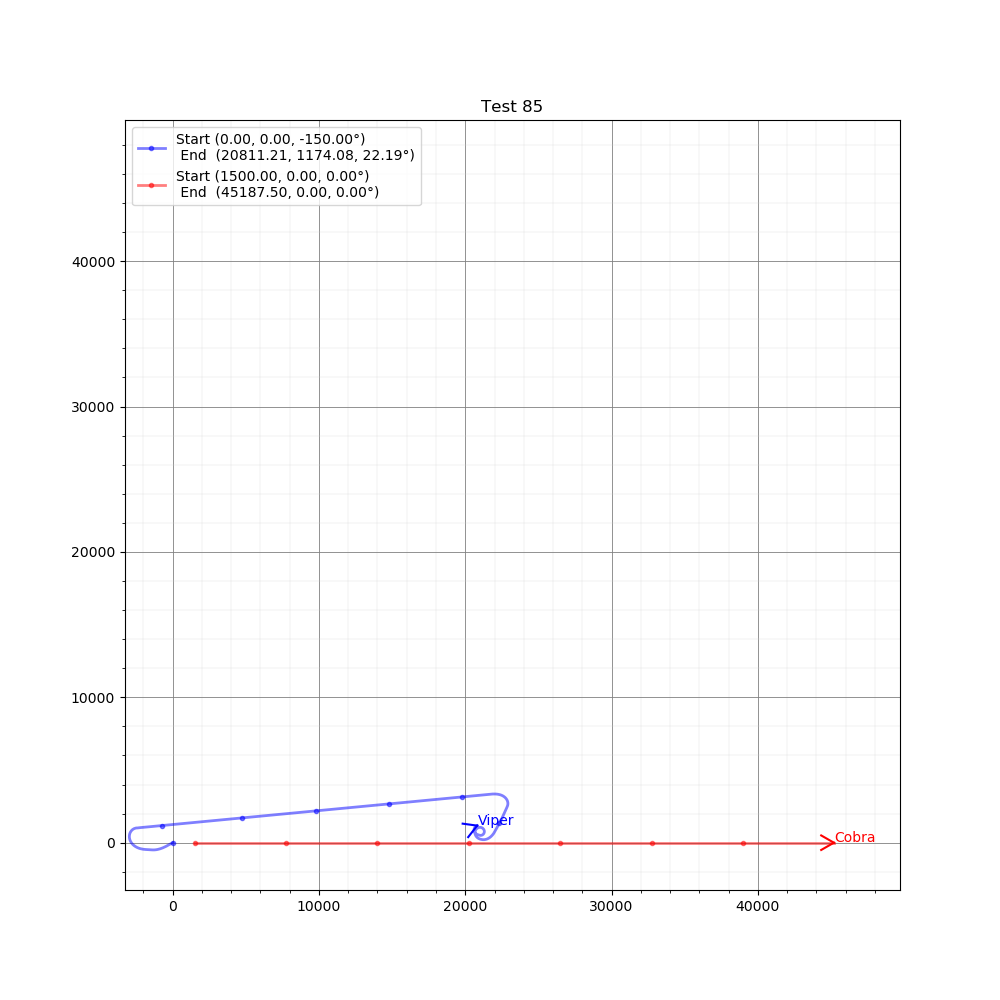 Test 85
Start (0.00, 0.00, -150.00°)
End (20811.21, 1174.08, 22.19°)
Start (1500.00, 0.00, 0.00°)
End (45187.50, 0.00, 0.00°)
40000
30000
20000
10000
0
Viper
Cobra
0 10000 20000 30000 40000